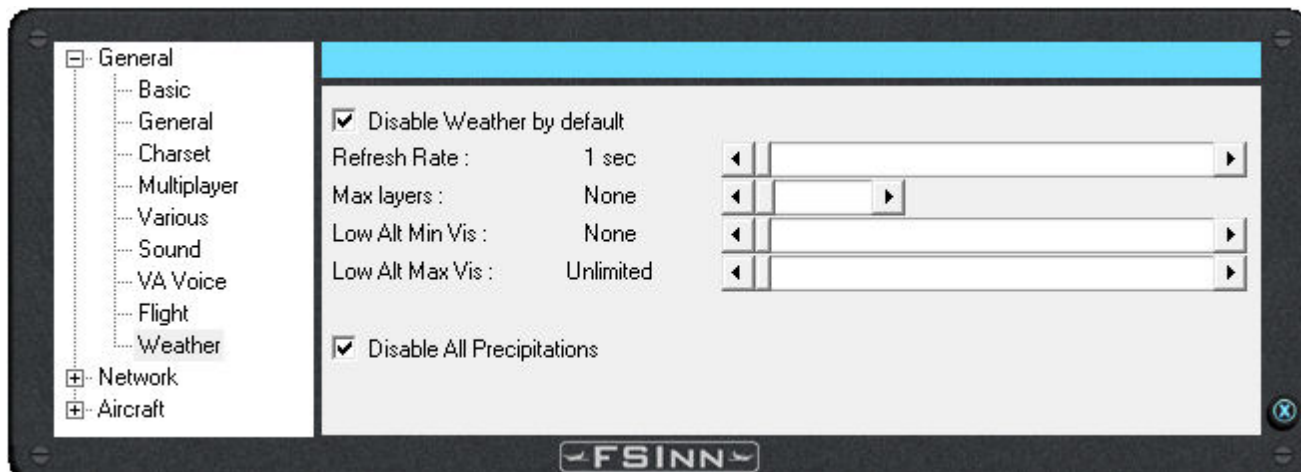 General
Basic
General
Charset
Multiplayer
Various
Sound
VA Voice
Flight
Weather
Network
Aircraft
Disable Weather by default
Refresh Rate : 1 sec
Max layers : None
Low Alt Min Vis : None
Low Alt Max Vis : Unlimited
Disable All Precipitations
X
FSINN